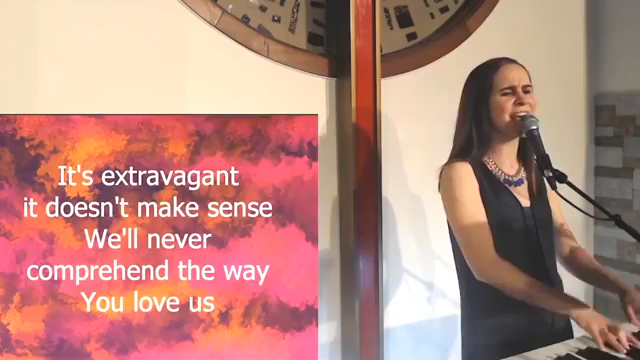 It's extravagant
it doesn't make sense
We'll never
comprehend the way
You love us